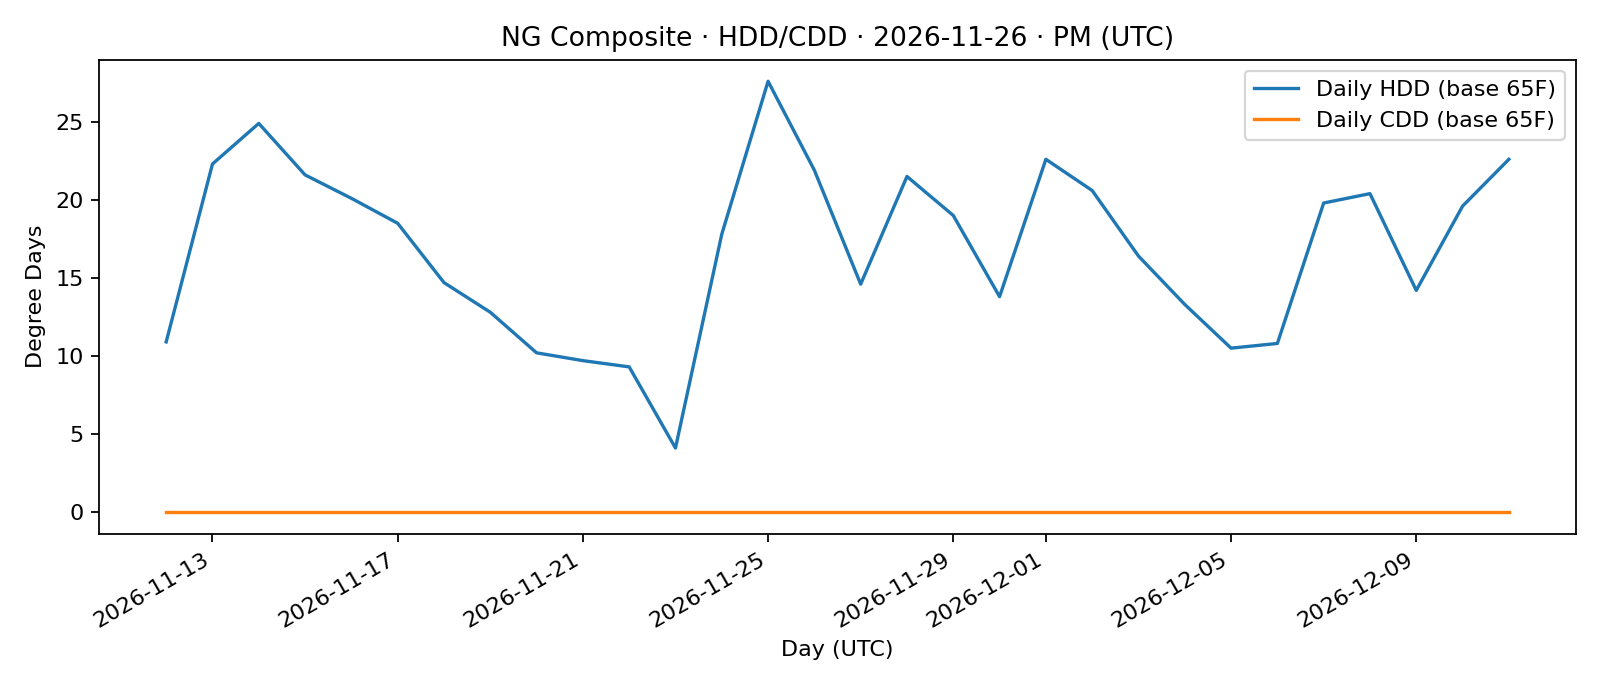 NG Composite · HDD/CDD · 2026-11-26 · PM (UTC)
Daily HDD (base 65F)
Daily CDD (base 65F)
Degree Days
25
20
15
10
5
0
2026-11-13
2026-11-17
2026-11-21
2026-11-25
2026-11-29
2026-12-01
2026-12-05
2026-12-09
Day (UTC)